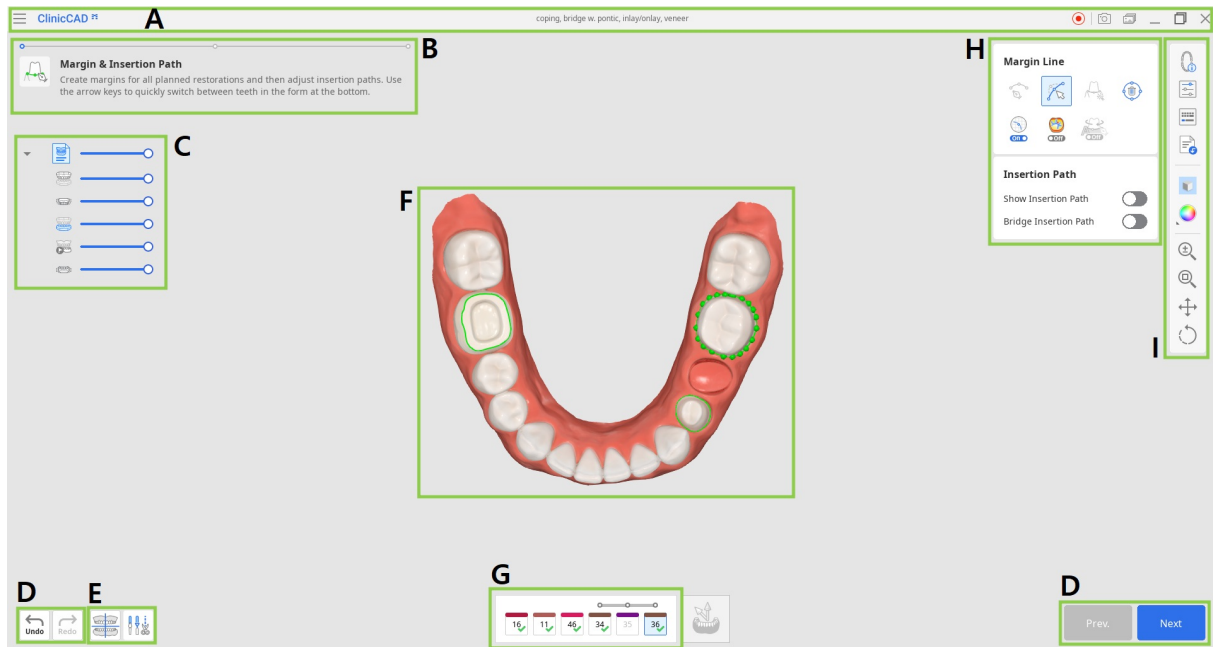 A
ClinicCAD
coping, bridge w. pontic, inlay/onlay, veneer
B
Margin & Insertion Path
Create margins for all planned restorations and then adjust insertion paths. Use
the arrow keys to quickly switch between teeth in the form at the bottom.
C
H
Margin Line
ON
OFF
OFF
Insertion Path
Show Insertion Path
Bridge Insertion Path
I
F
D
Undo
Redo
E
G
16
11
46
34
35
36
D
Prev.
Next